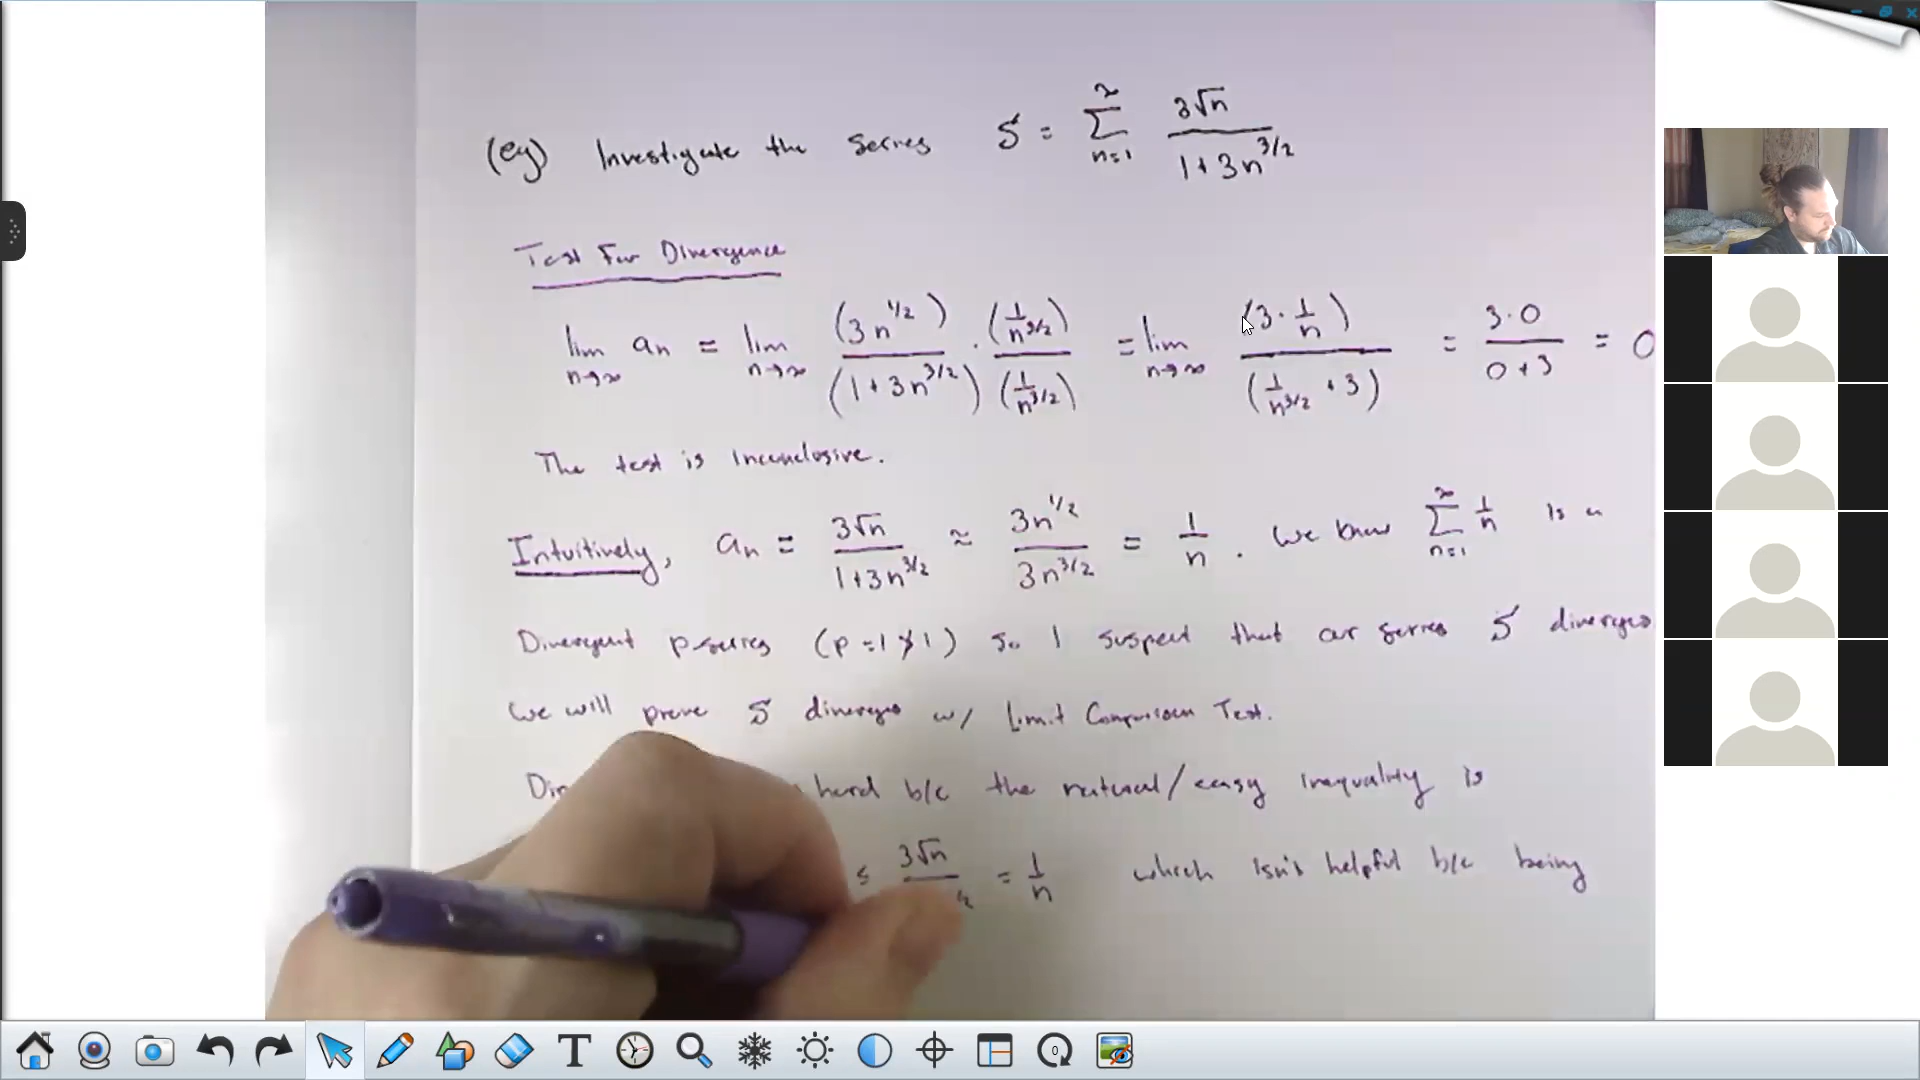 (eg) Investigate the series S = ∑_{n=1}^{∞} 3√n / (1+3n^{3/2})
Test For Divergence
lim_{n→∞} a_n = lim_{n→∞} (3n^{1/2})/(1+3n^{3/2}) · (1/n^{3/2})/(1/n^{3/2}) = lim_{n→∞} (3·1/n)/(1/n^{3/2} + 3) = 3·0/(0+3) = 0
The test is inconclusive.
Intuitively, a_n = 3√n/(1+3n^{3/2}) ≈ 3n^{1/2}/3n^{3/2} = 1/n. We know ∑_{n=1}^{∞} 1/n is a
Divergent p-series (p=1≯1) so I suspect that our series S diverges
We will prove S diverges w/ Limit Comparison Test.
hard b/c the natural/easy inequality is
≤ 3√n = 1/n which isn't helpful b/c being
T
0